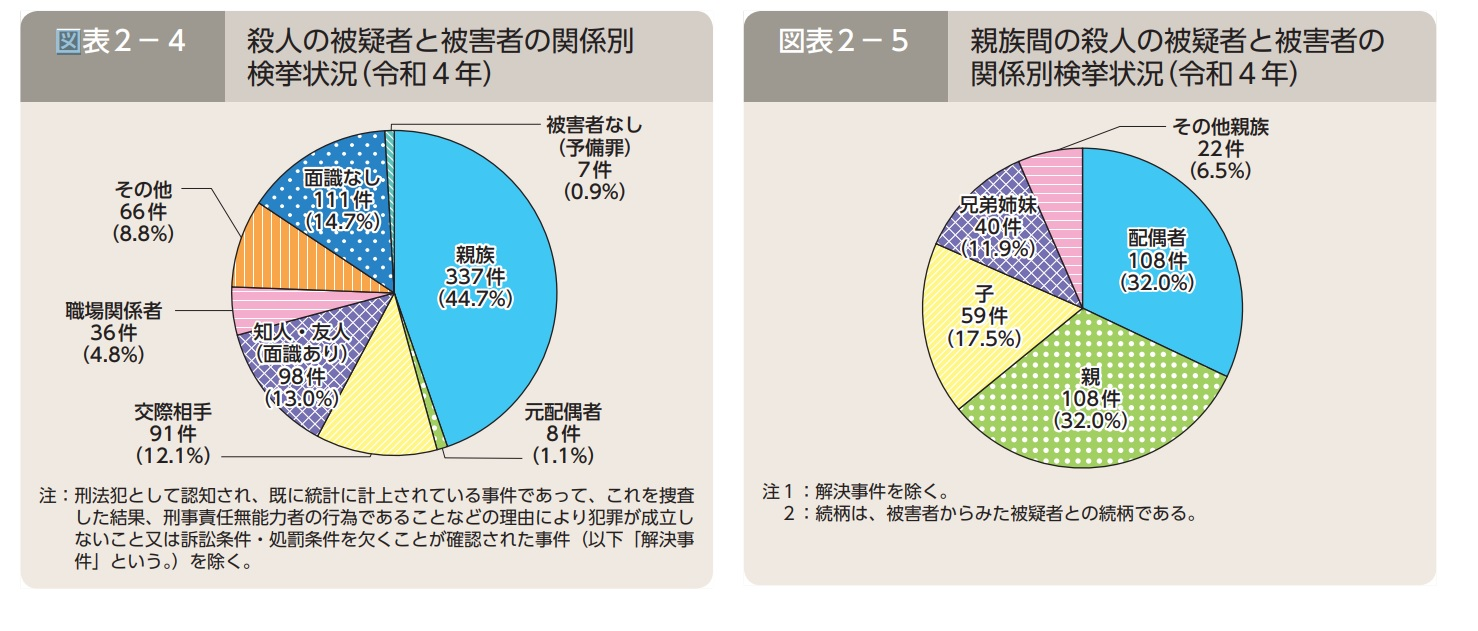 図表2－4
殺人の被疑者と被害者の関係別
検挙状況（令和4年）
被害者なし
（予備罪）
7件
(0.9%)
親族
337件
(44.7%)
元配偶者
8件
(1.1%)
交際相手
91件
(12.1%)
知人・友人
（面識あり）
98件
(13.0%)
職場関係者
36件
(4.8%)
その他
66件
(8.8%)
面識なし
111件
(14.7%)
注：刑法犯として認知され、既に統計に計上されている事件であって、これを捜査
した結果、刑事責任無能力者の行為であることなどの理由により犯罪が成立し
ないこと又は訴訟条件・処罰条件を欠くことが確認された事件（以下「解決事
件」という。）を除く。
図表2－5
親族間の殺人の被疑者と被害者の
関係別検挙状況（令和4年）
その他親族
22件
(6.5%)
配偶者
108件
(32.0%)
親
108件
(32.0%)
子
59件
(17.5%)
兄弟姉妹
40件
(11.9%)
注1：解決事件を除く。
2：続柄は、被害者からみた被疑者との続柄である。